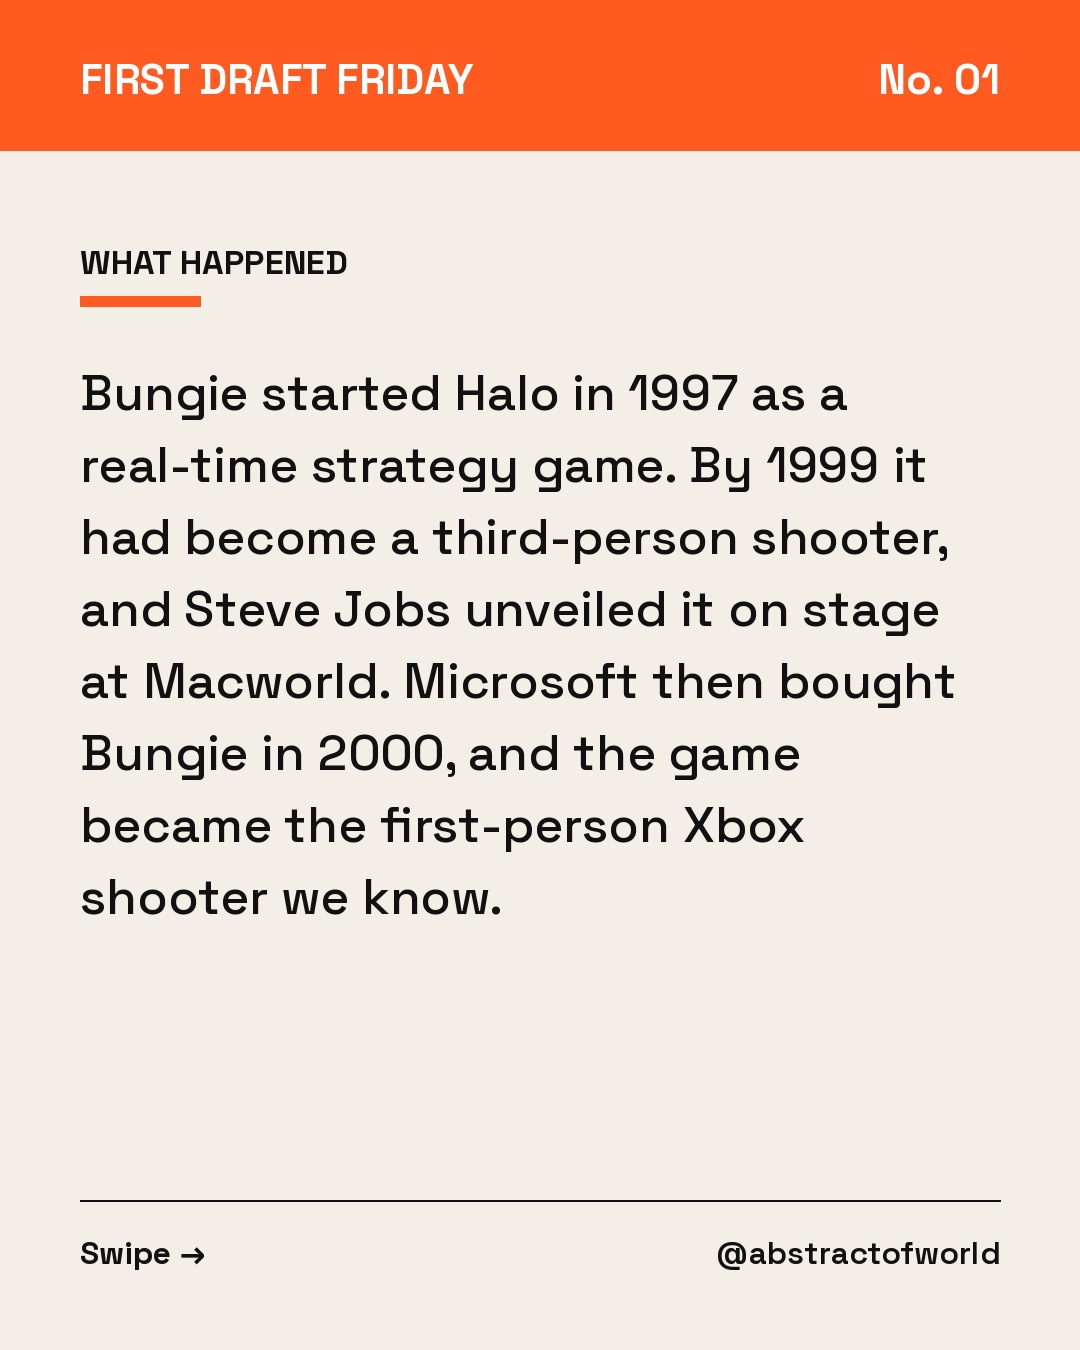 FIRST DRAFT FRIDAY
No. 01
WHAT HAPPENED
Bungie started Halo in 1997 as a
real-time strategy game. By 1999 it
had become a third-person shooter,
and Steve Jobs unveiled it on stage
at Macworld. Microsoft then bought
Bungie in 2000, and the game
became the first-person Xbox
shooter we know.
Swipe →
@abstractofworld